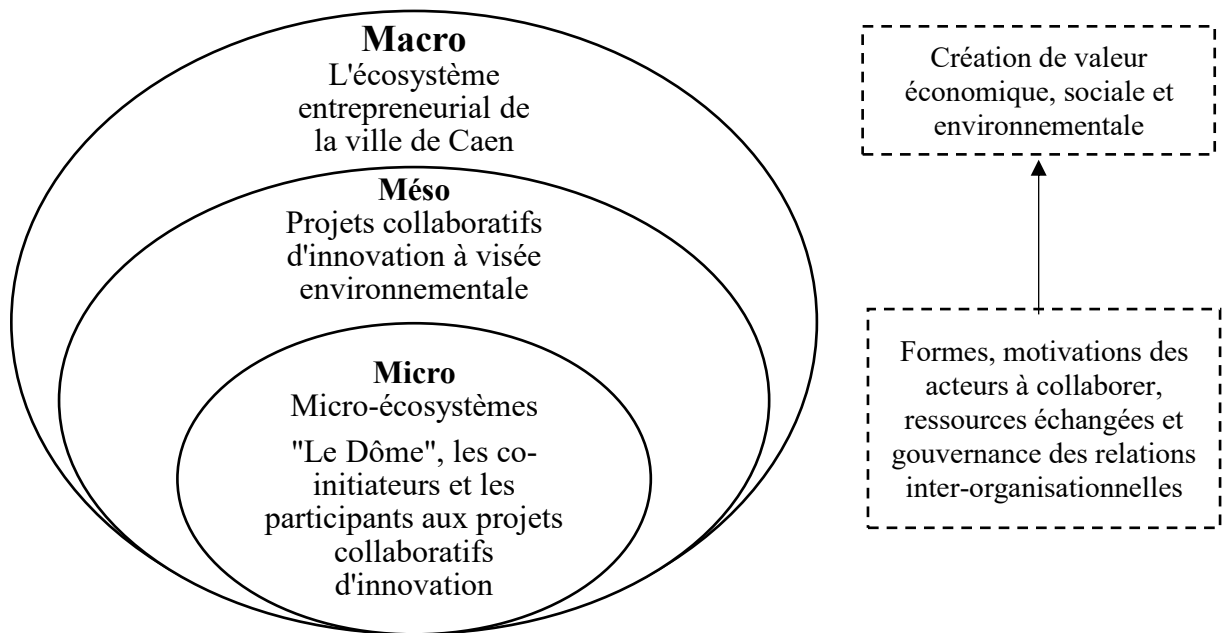 Macro
L'écosystème
entrepreneurial de
la ville de Caen
Méso
Projets collaboratifs
d'innovation à visée
environnementale
Micro
Micro-écosystèmes
"Le Dôme", les co-
initiateurs et les
participants aux projets
collaboratifs
d'innovation
Création de valeur
économique, sociale et
environnementale
Formes, motivations des
acteurs à collaborer,
ressources échangées et
gouvernance des relations
inter-organisationnelles